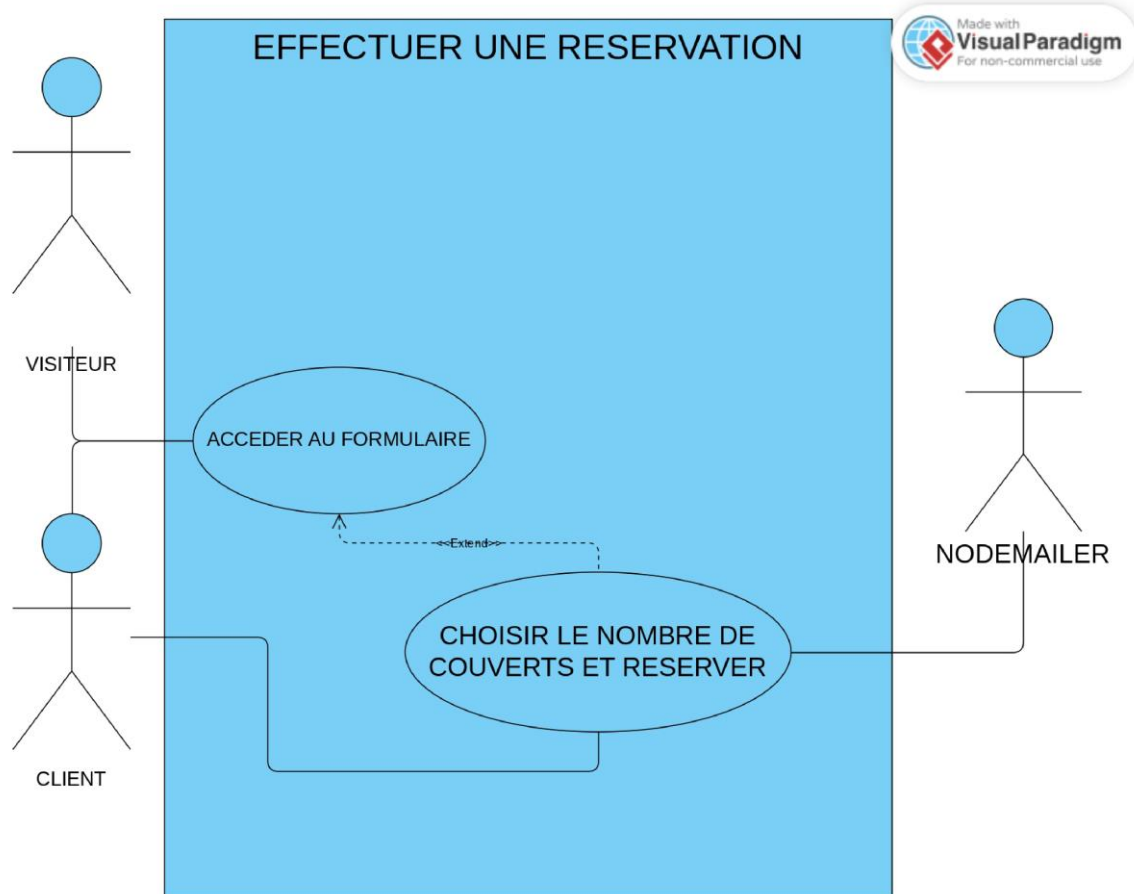 EFFECTUER UNE RESERVATION
Made with
Visual Paradigm
For non-commercial use
VISITEUR
ACCEDER AU FORMULAIRE
<<Extend>>
NODEMAILER
CHOISIR LE NOMBRE DE
COUVERTS ET RESERVER
CLIENT